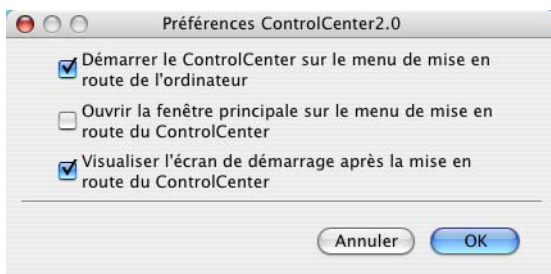 Préférences ControlCenter2.0
Démarrer le ControlCenter sur le menu de mise en
route de l'ordinateur
Ouvrir la fenêtre principale sur le menu de mise en
route du ControlCenter
Visualiser l'écran de démarrage après la mise en
route du ControlCenter
Annuler
OK